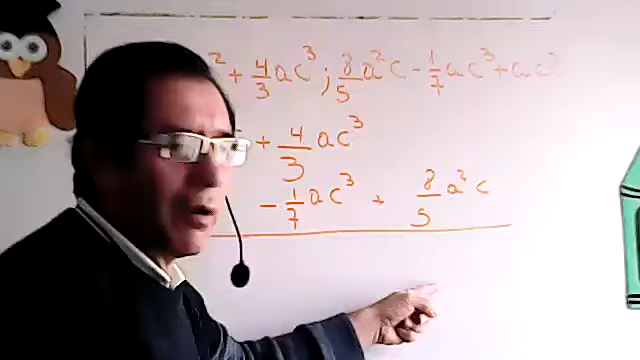 ² + 4/3 ac³ ; 8/5 a²c - 1/7 ac³ + ac
+ 4/3 ac³
- 1/7 ac³ + 8/5 a²c